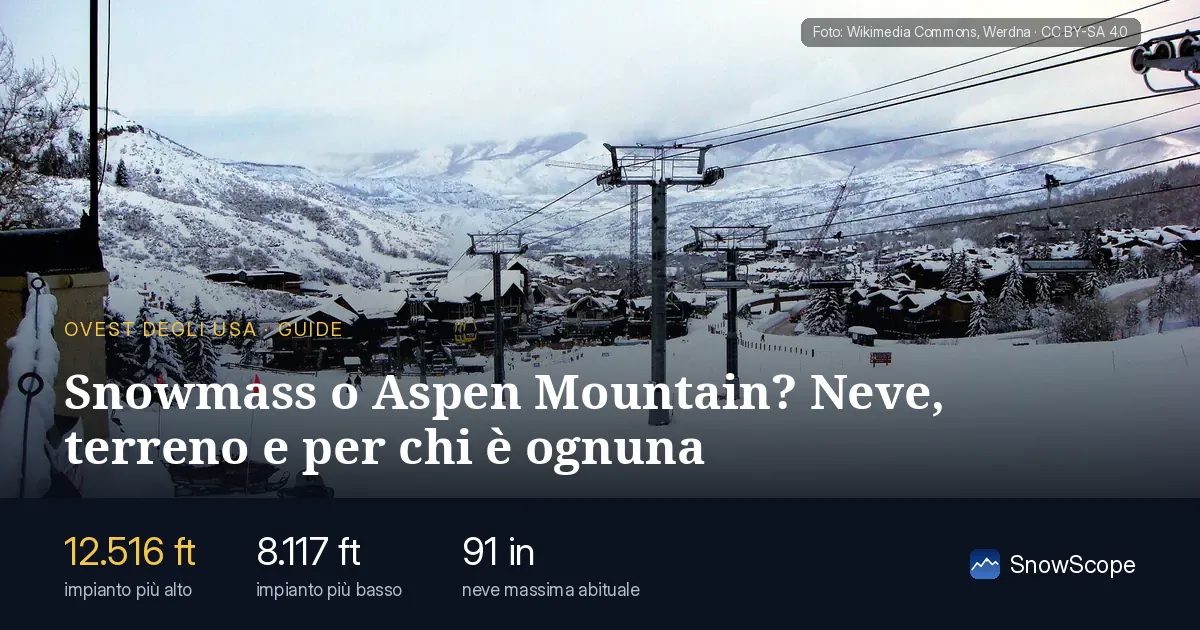 Foto: Wikimedia Commons, Werdna · CC BY-SA 4.0
OVEST DEGLI USA · GUIDE
Snowmass o Aspen Mountain? Neve,
terreno e per chi è ognuna
12.516 ft
8.117 ft
91 in
impianto più alto
impianto più basso
neve massima abituale
SnowScope